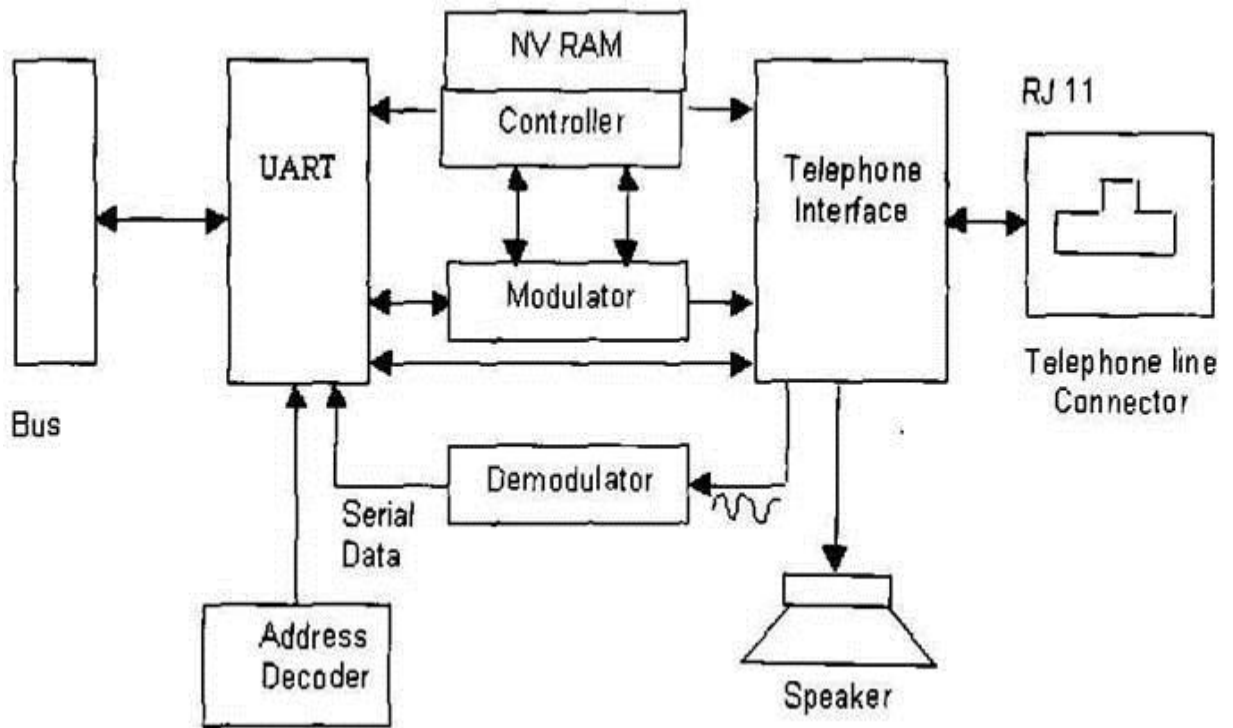 NV RAM
Controller
UART
Telephone
Interface
RJ 11
Modulator
Telephone line
Connector
Bus
Demodulator
Serial
Data
Address
Decoder
Speaker